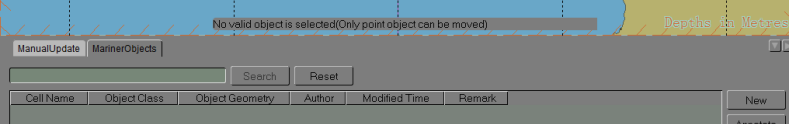 No valid object is selected(Only point object can be moved)
Depths in Metres
ManualUpdate MarinerObjects
Search Reset
Cell Name Object Class Object Geometry Author Modified Time Remark New
Annotate